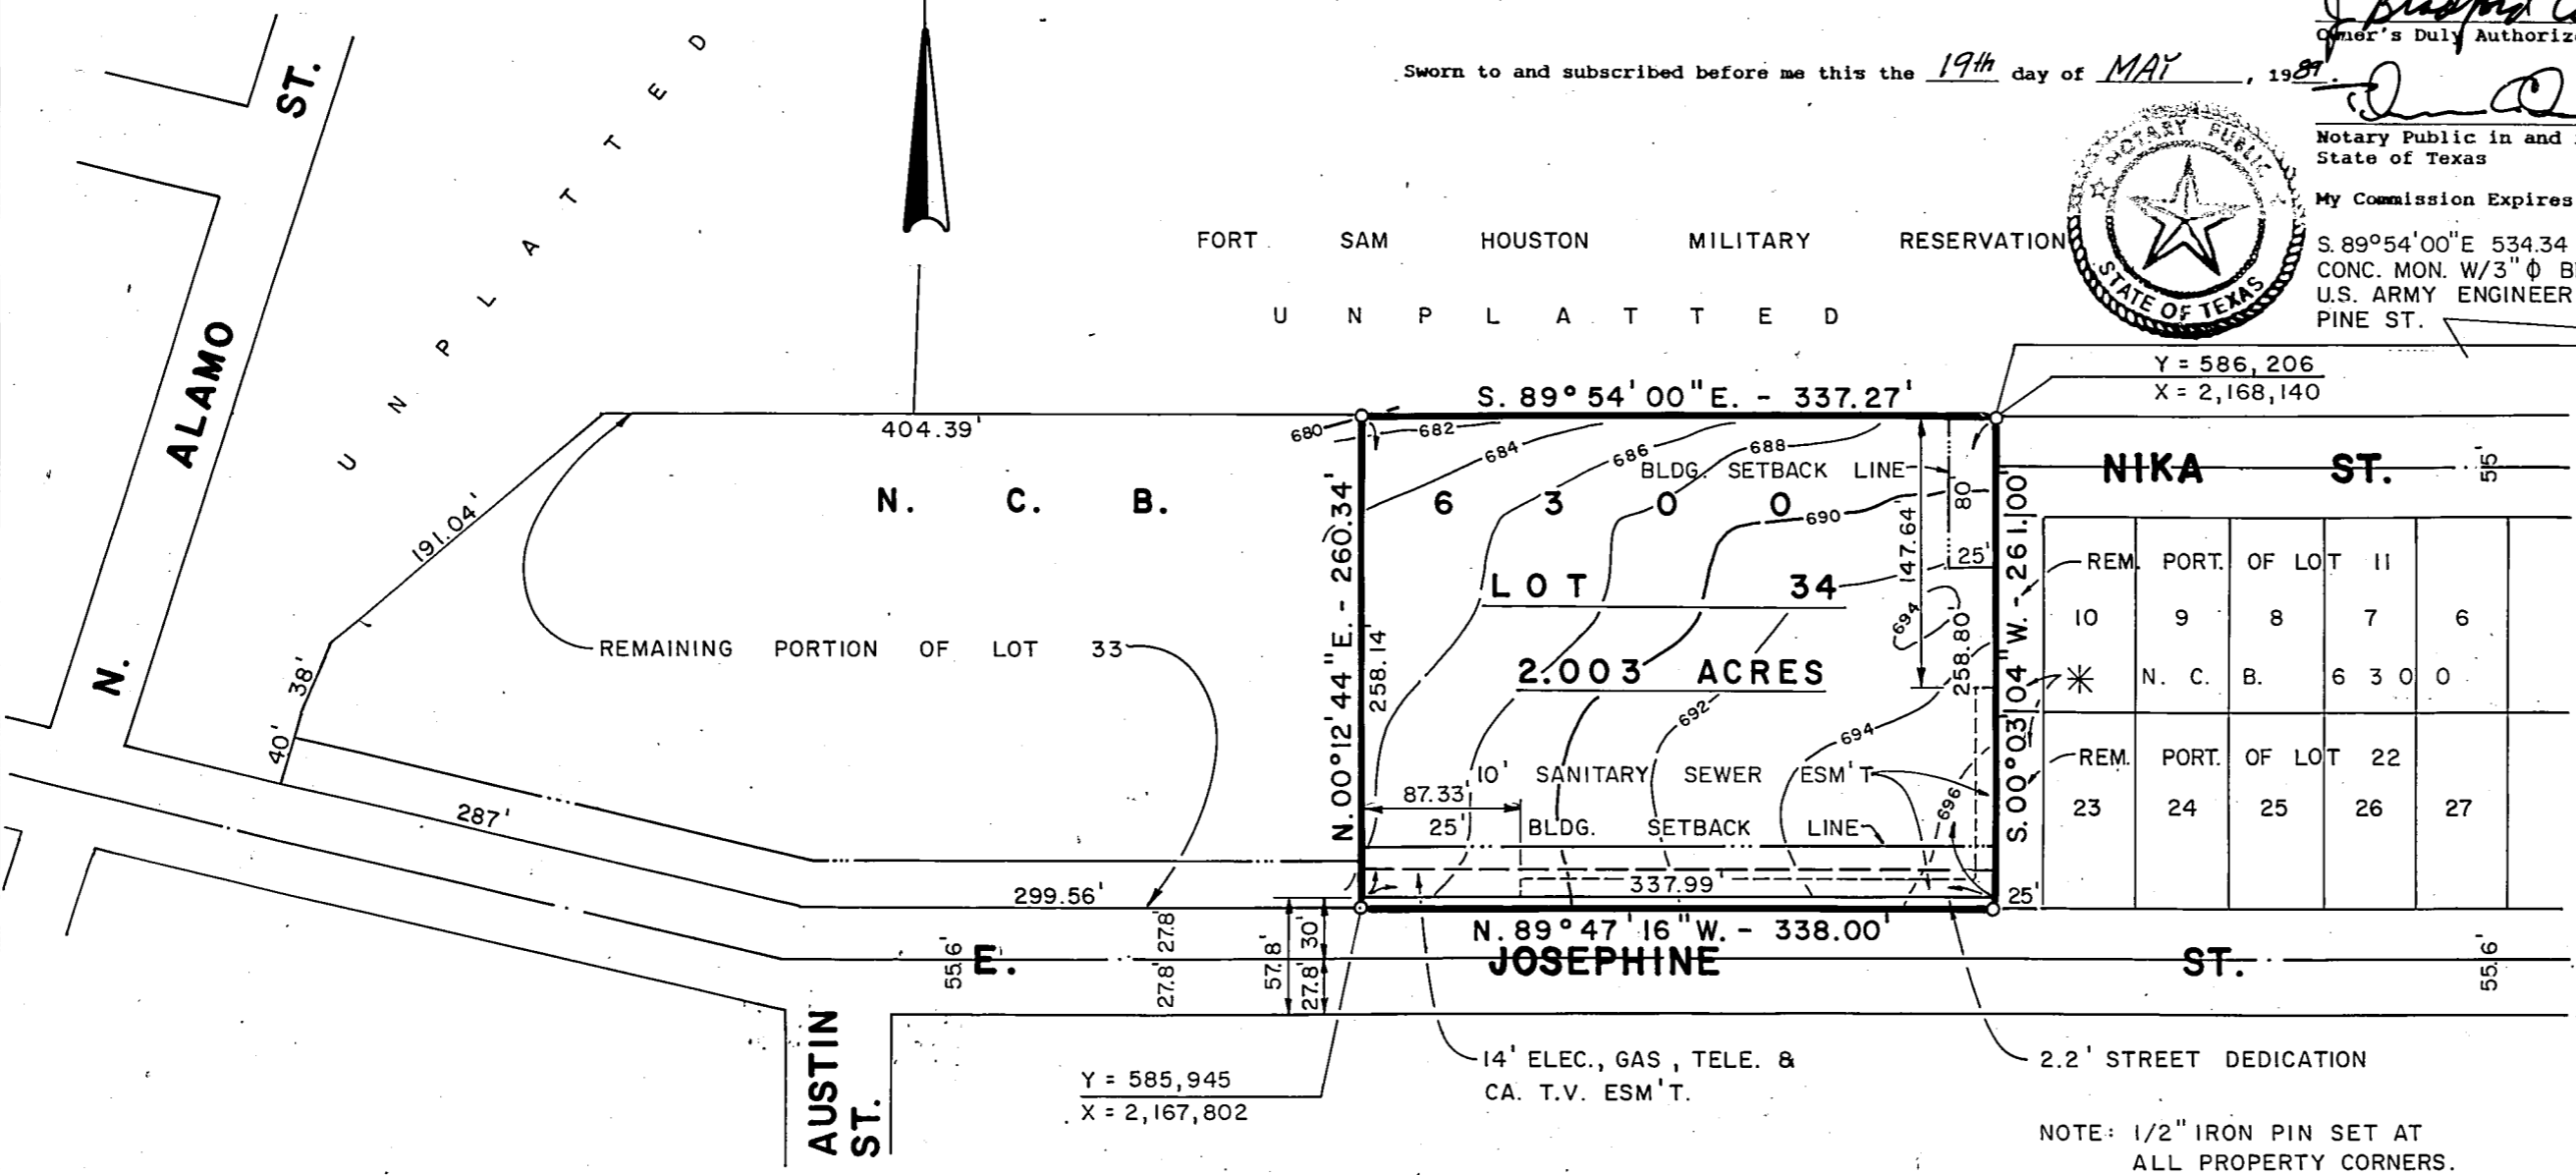 J Bradford
Owner's Duly Authoriz
Sworn to and subscribed before me this the 19th day of MAY, 1989.
NOTARY PUBLIC
STATE OF TEXAS
Notary Public in and
State of Texas
My Commission Expires
S. 89°54'00"E 534.34
CONC. MON. W/3"ϕ B
U.S. ARMY ENGINEER
PINE ST.
FORT SAM HOUSTON MILITARY RESERVATION
UNPLATTED
UNPLATTED
N. ALAMO ST.
Y = 586,206
X = 2,168,140
S. 89°54'00"E. - 337.27'
404.39'
191.04'
38'
40'
287'
299.56'
N. C. B. 6 3 0 0
680
682
684
686
688
690
692
694
694
696
BLDG. SETBACK LINE
80'
25'
147.64'
258.80'
NIKA ST.
55'
N. 00°12'44"E. - 260.34'
258.14
S. 00°03'04"W. - 261.00'
LOT 34
2.003 ACRES
REMAINING PORTION OF LOT 33
REM. PORT. OF LOT 11
10 9 8 7 6
* N. C. B. 6 3 0 0
REM. PORT. OF LOT 22
23 24 25 26 27
10' SANITARY SEWER ESM'T
87.33'
25' BLDG. SETBACK LINE
337.99'
25'
N. 89°47'16"W. - 338.00'
E. JOSEPHINE ST.
55.6'
27.8'
27.8'
57.8'
30'
27.8'
55.6'
AUSTIN ST.
Y = 585,945
X = 2,167,802
14' ELEC., GAS, TELE. &
CA. T.V. ESM'T.
2.2' STREET DEDICATION
NOTE: 1/2" IRON PIN SET AT
ALL PROPERTY CORNERS.